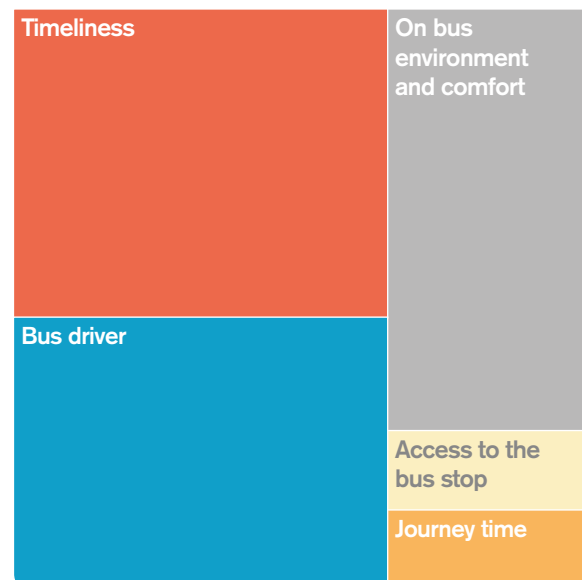 Timeliness
On bus
environment
and comfort
Bus driver
Access to the
bus stop
Journey time